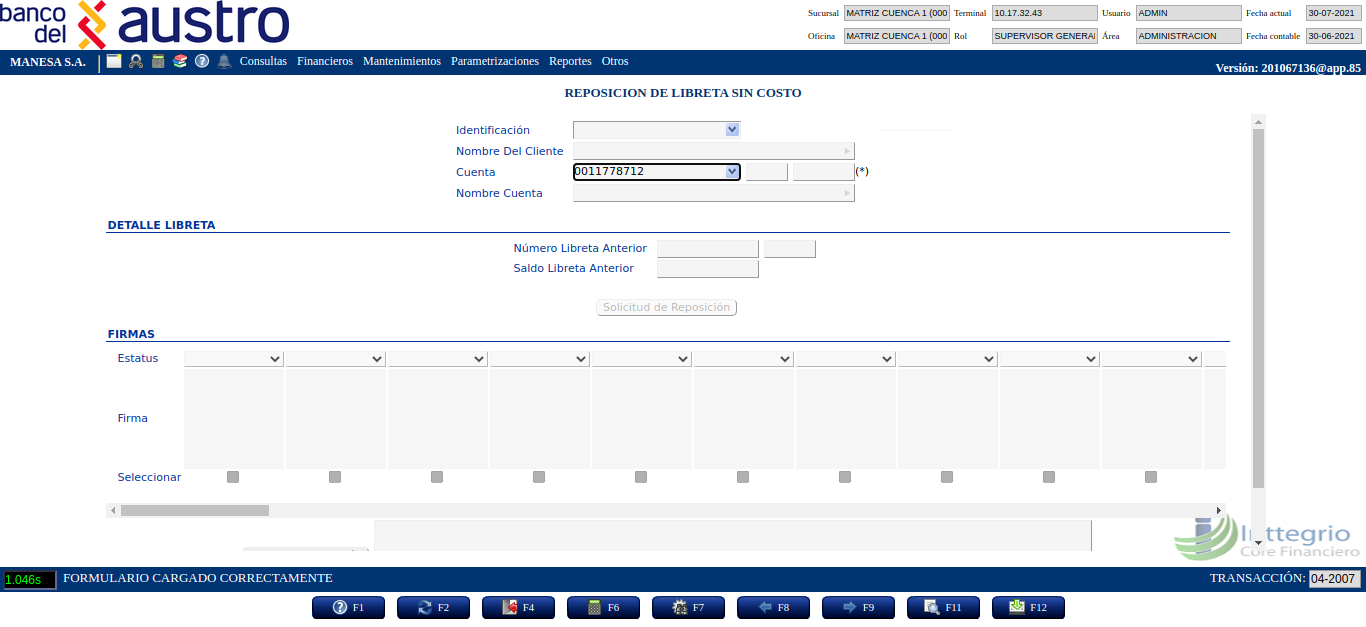 banco del austro
Sucursal MATRIZ CUENCA 1 (000 Terminal 10.17.32.43 Usuario ADMIN Fecha actual 30-07-2021
Oficina MATRIZ CUENCA 1 (000 Rol SUPERVISOR GENERAL Área ADMINISTRACION Fecha contable 30-06-2021
MANESA S.A. Consultas Financieros Mantenimientos Parametrizaciones Reportes Otros
Versión: 201067136@app.85
REPOSICION DE LIBRETA SIN COSTO
Identificación
Nombre Del Cliente
Cuenta 0011778712 (*)
Nombre Cuenta
DETALLE LIBRETA
Número Libreta Anterior
Saldo Libreta Anterior
Solicitud de Reposición
FIRMAS
Estatus
Firma
Seleccionar
Inttegrio
Core Financiero
1.046s FORMULARIO CARGADO CORRECTAMENTE TRANSACCIÓN: 04-2007
F1 F2 F4 F6 F7 F8 F9 F11 F12